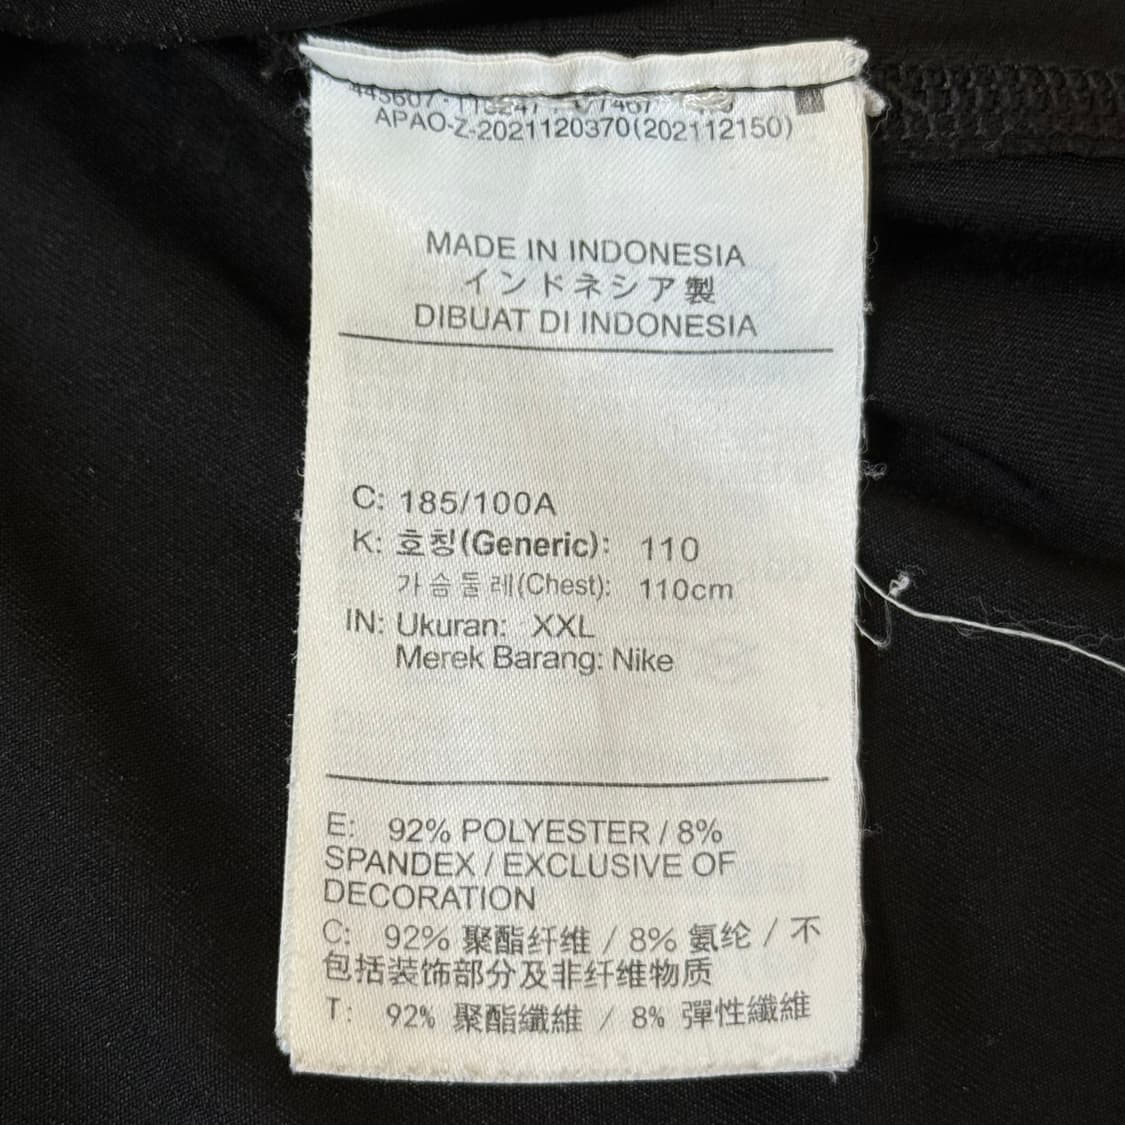 APAO-Z-2021120370(202112150)
MADE IN INDONESIA
インドネシア製
DIBUAT DI INDONESIA
C: 185/100A
K: 호칭(Generic): 110
가슴둘레(Chest): 110cm
IN: Ukuran: XXL
Merek Barang: Nike
E: 92% POLYESTER / 8%
SPANDEX / EXCLUSIVE OF
DECORATION
C: 92% 聚酯纤维 / 8% 氨纶 / 不
包括装饰部分及非纤维物质
T: 92% 聚酯纖維 / 8% 彈性纖維